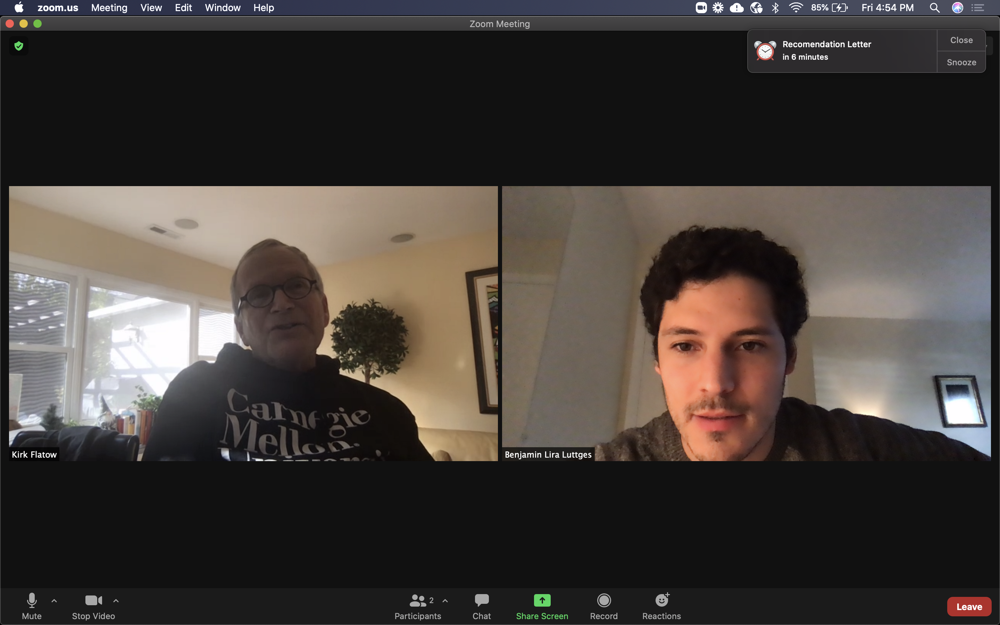 zoom.us Meeting View Edit Window Help 85% Fri 4:54 PM
Zoom Meeting
Recomendation Letter
in 6 minutes
Close
Snooze
Carnegie
Mellon
Kirk Flatow
Benjamin Lira Luttges
Mute
Stop Video
2
Participants
Chat
Share Screen
Record
Reactions
Leave